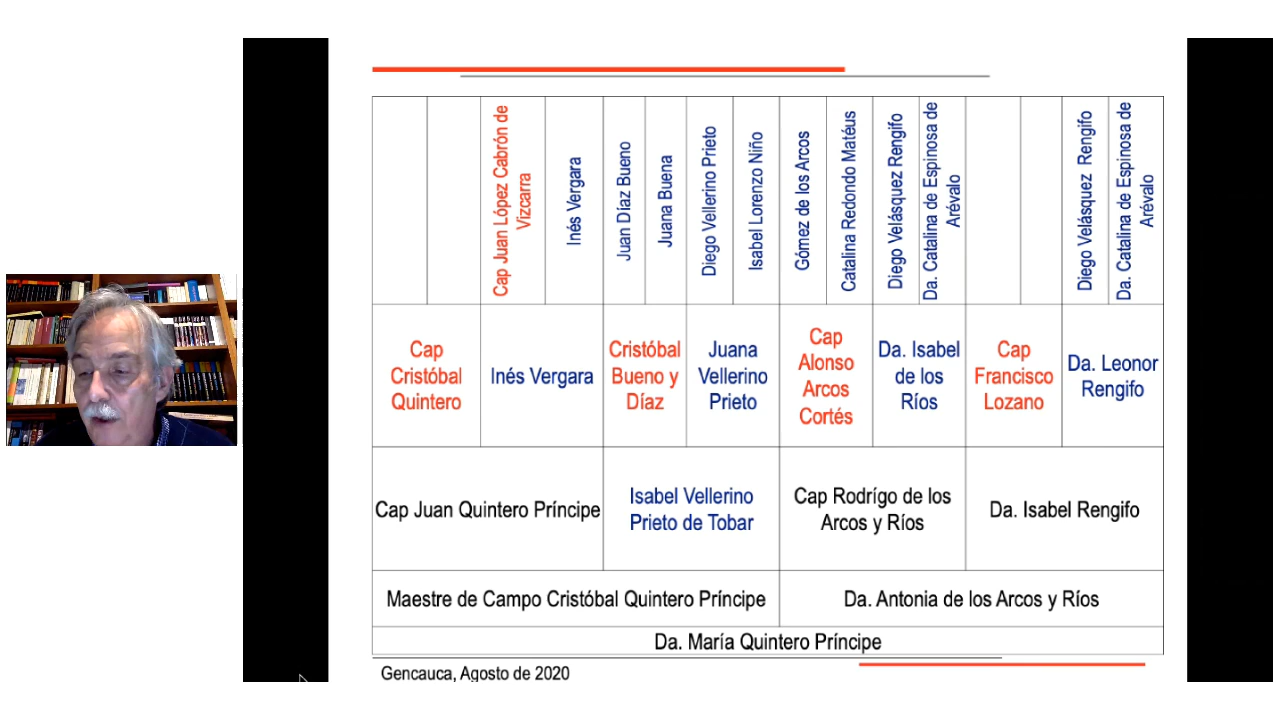 Cap Juan López Cabrón de
Vizcarra
Inés Vergara
Juan Díaz Bueno
Juana Buena
Diego Vellerino Prieto
Isabel Lorenzo Niño
Gómez de los Arcos
Catalina Redondo Matéus
Diego Velásquez Rengifo
Da. Catalina de Espinosa de
Arévalo
Diego Velásquez Rengifo
Da. Catalina de Espinosa de
Arévalo
Cap
Cristóbal
Quintero
Inés Vergara
Cristóbal
Bueno y
Díaz
Juana
Vellerino
Prieto
Cap
Alonso
Arcos
Cortés
Da. Isabel
de los
Ríos
Cap
Francisco
Lozano
Da. Leonor
Rengifo
Cap Juan Quintero Príncipe
Isabel Vellerino
Prieto de Tobar
Cap Rodrígo de los
Arcos y Ríos
Da. Isabel Rengifo
Maestre de Campo Cristóbal Quintero Príncipe
Da. Antonia de los Arcos y Ríos
Da. María Quintero Príncipe
Gencauca, Agosto de 2020